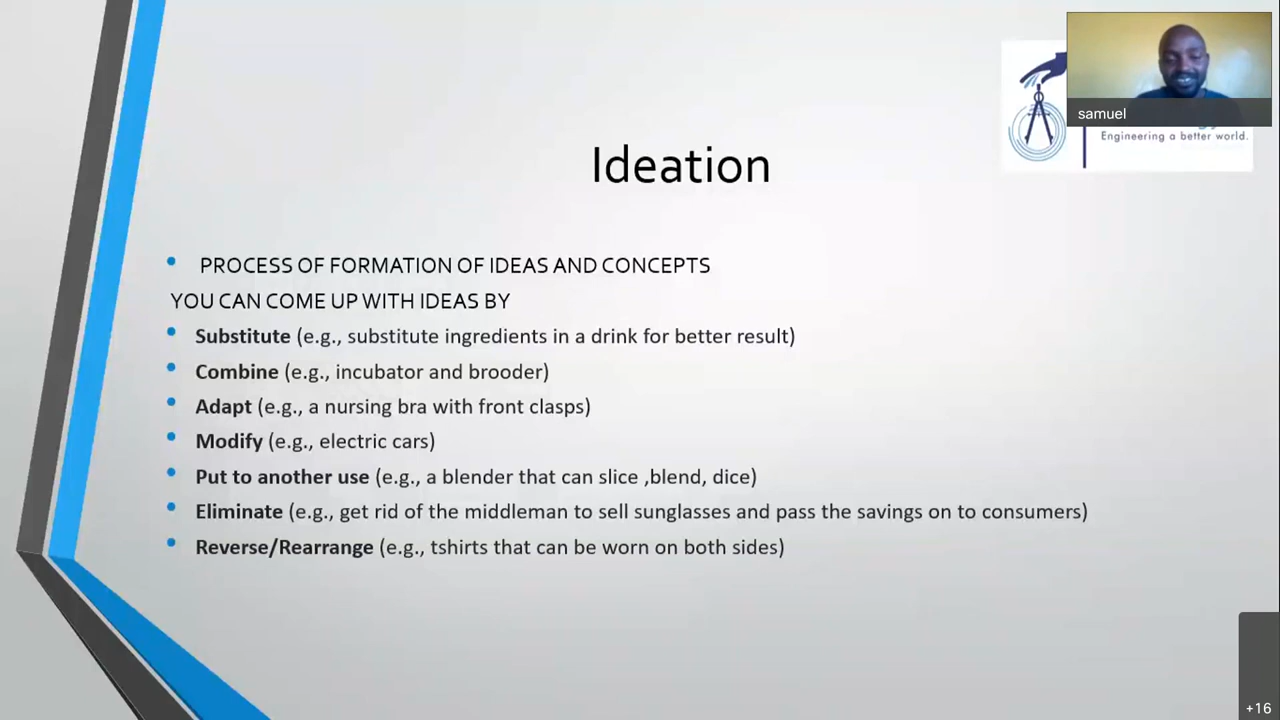 samuel
Engineering a better world.
Ideation
PROCESS OF FORMATION OF IDEAS AND CONCEPTS
YOU CAN COME UP WITH IDEAS BY
Substitute (e.g., substitute ingredients in a drink for better result)
Combine (e.g., incubator and brooder)
Adapt (e.g., a nursing bra with front clasps)
Modify (e.g., electric cars)
Put to another use (e.g., a blender that can slice ,blend, dice)
Eliminate (e.g., get rid of the middleman to sell sunglasses and pass the savings on to consumers)
Reverse/Rearrange (e.g., tshirts that can be worn on both sides)
+16